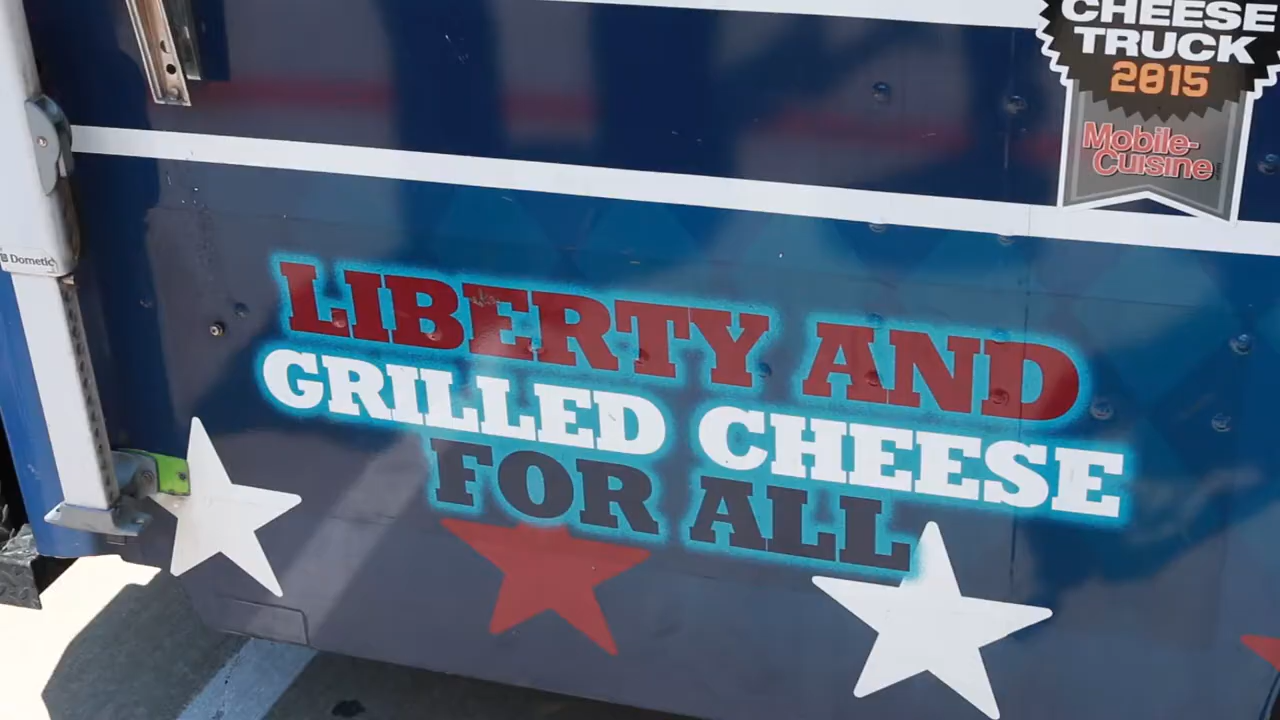 CHEESE
TRUCK
2015
Mobile-
Cuisine
Dometic
LIBERTY AND
GRILLED CHEESE
FOR ALL